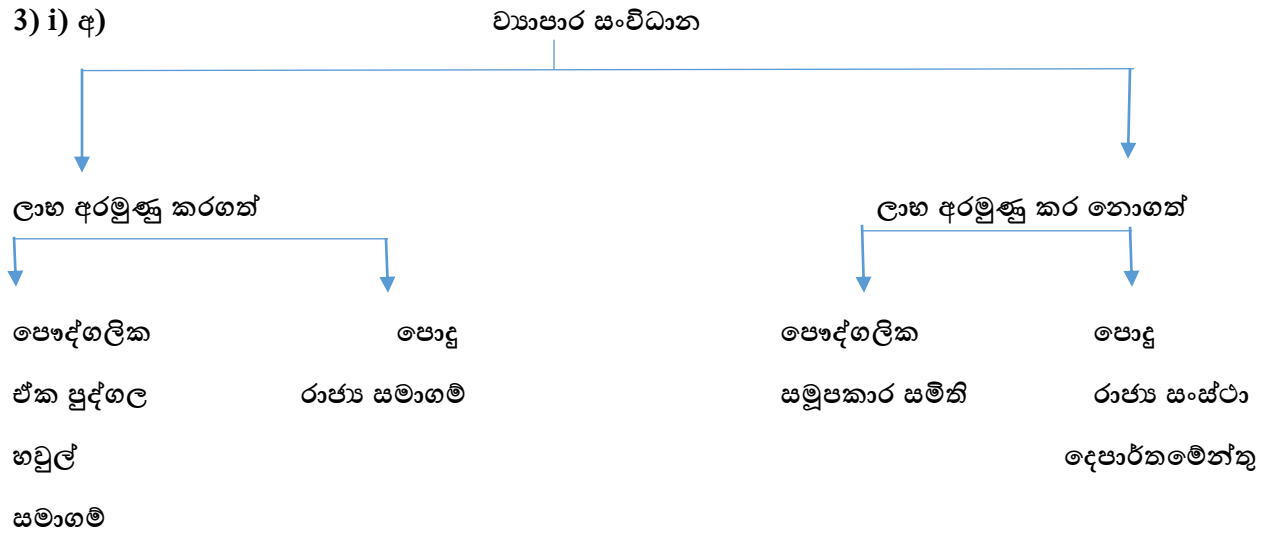 3) i) අ) ව්‍යාපාර සංවිධාන
ලාභ අරමුණු කරගත් ලාභ අරමුණු කර නොගත්
පෞද්ගලික පොදු පෞද්ගලික පොදු
ඒක පුද්ගල රාජ්‍ය සමාගම් සමූපකාර සමිති රාජ්‍ය සංස්ථා
හවුල් දෙපාර්තමේන්තු
සමාගම්